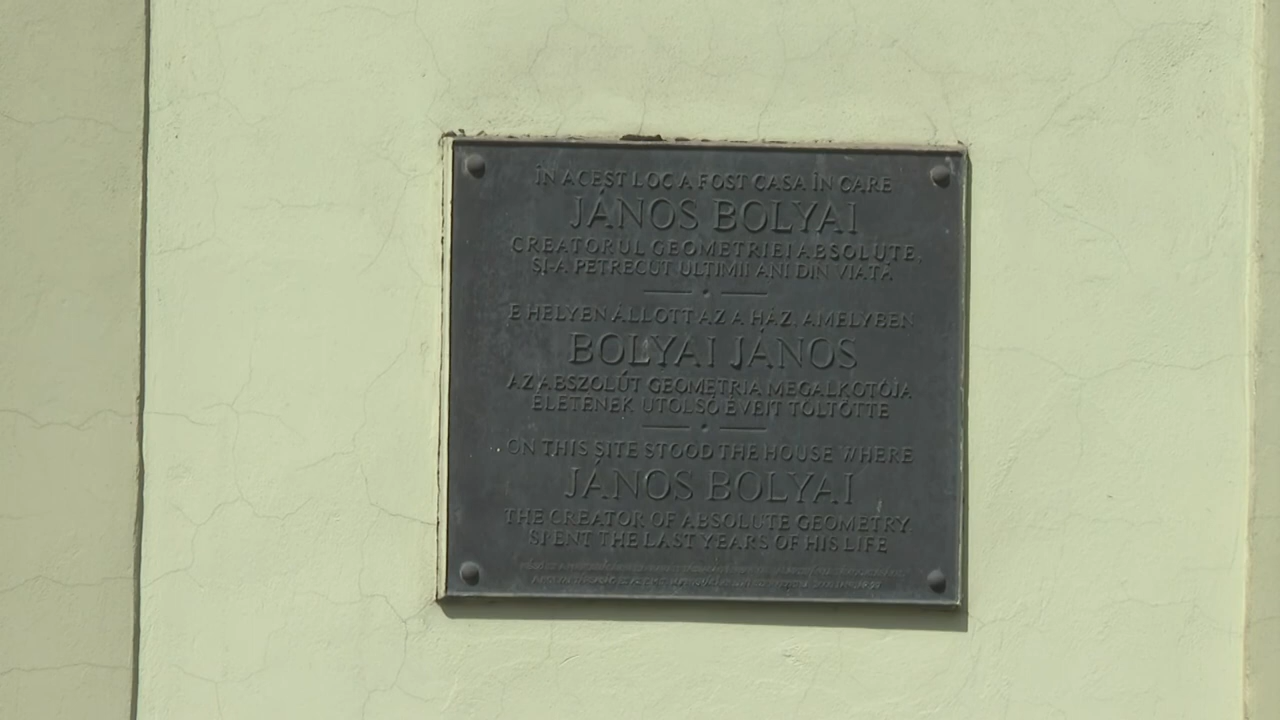 ÎN ACEST LOC A FOST CASA ÎN CARE
JÁNOS BOLYAI
CREATORUL GEOMETRIEI ABSOLUTE,
ȘI-A PETRECUT ULTIMII ANI DIN VIAȚĂ
E HELYEN ÁLLOTT AZ A HÁZ, AMELYBEN
BOLYAI JÁNOS
AZ ABSZOLÚT GEOMETRIA MEGALKOTÓJA
ÉLETÉNEK UTOLSÓ ÉVEIT TÖLTÖTTE
ON THIS SITE STOOD THE HOUSE WHERE
JÁNOS BOLYAI
THE CREATOR OF ABSOLUTE GEOMETRY
SPENT THE LAST YEARS OF HIS LIFE